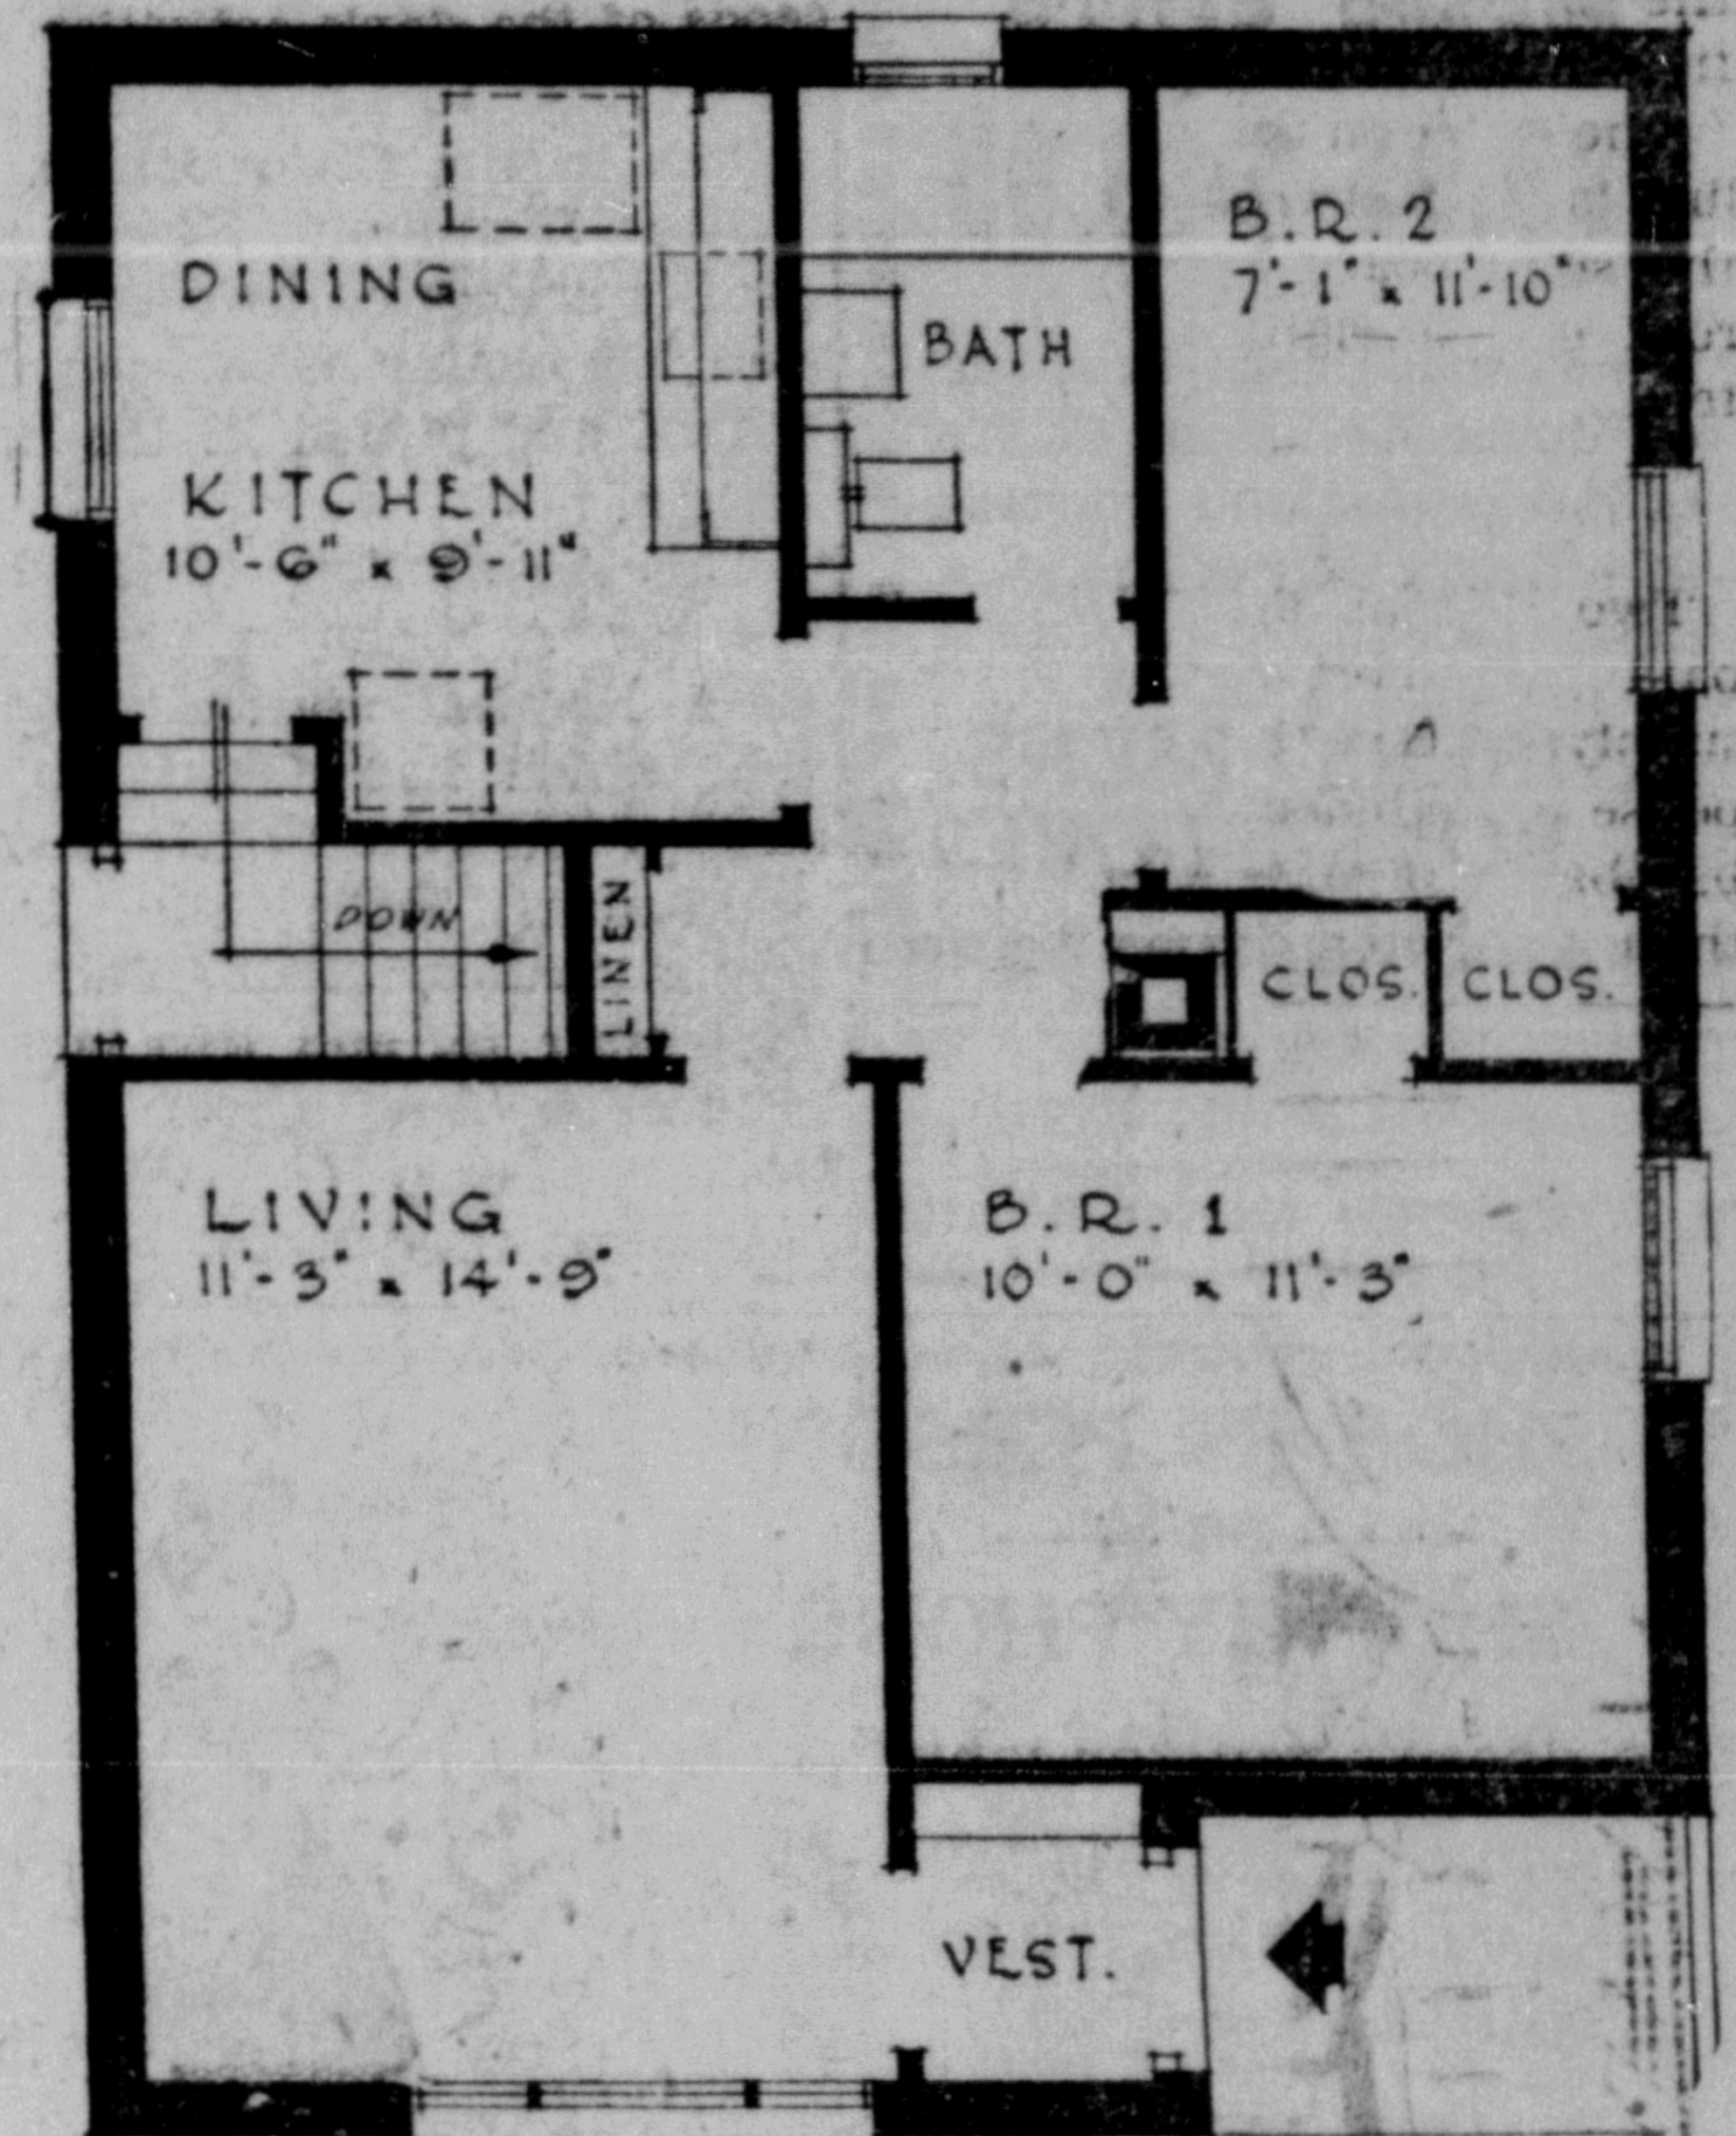 B.R. 2
7'-1" x 11'-10"
DINING
BATH
KITCHEN
10'-6" x 9'-11"
DOWN
LINEN
CLOS.
CLOS.
LIVING
11'-3" x 14'-9"
B.R. 1
10'-0" x 11'-3"
VEST.